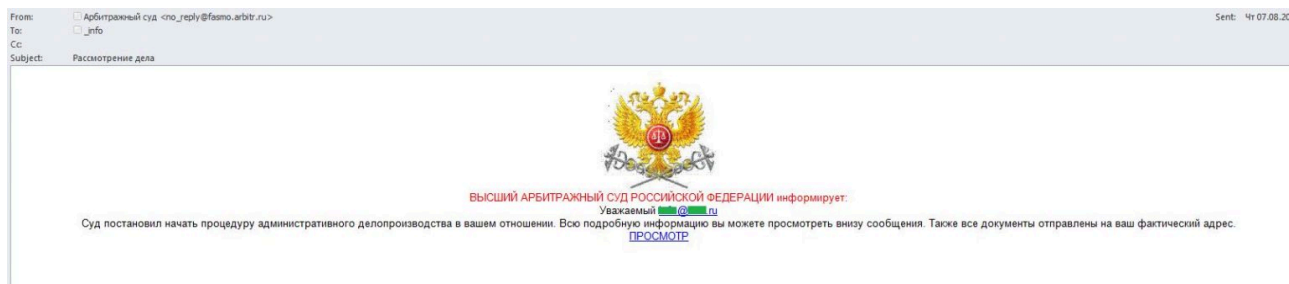 From: Арбитражный суд <no_reply@fasmo.arbitr.ru> Sent: Чт 07.08.20
To: _info
Cc:
Subject: Рассмотрение дела
ВЫСШИЙ АРБИТРАЖНЫЙ СУД РОССИЙСКОЙ ФЕДЕРАЦИИ информирует:
Уважаемый @ ru
Суд постановил начать процедуру административного делопроизводства в вашем отношении. Всю подробную информацию вы можете просмотреть внизу сообщения. Также все документы отправлены на ваш фактический адрес.
ПРОСМОТР